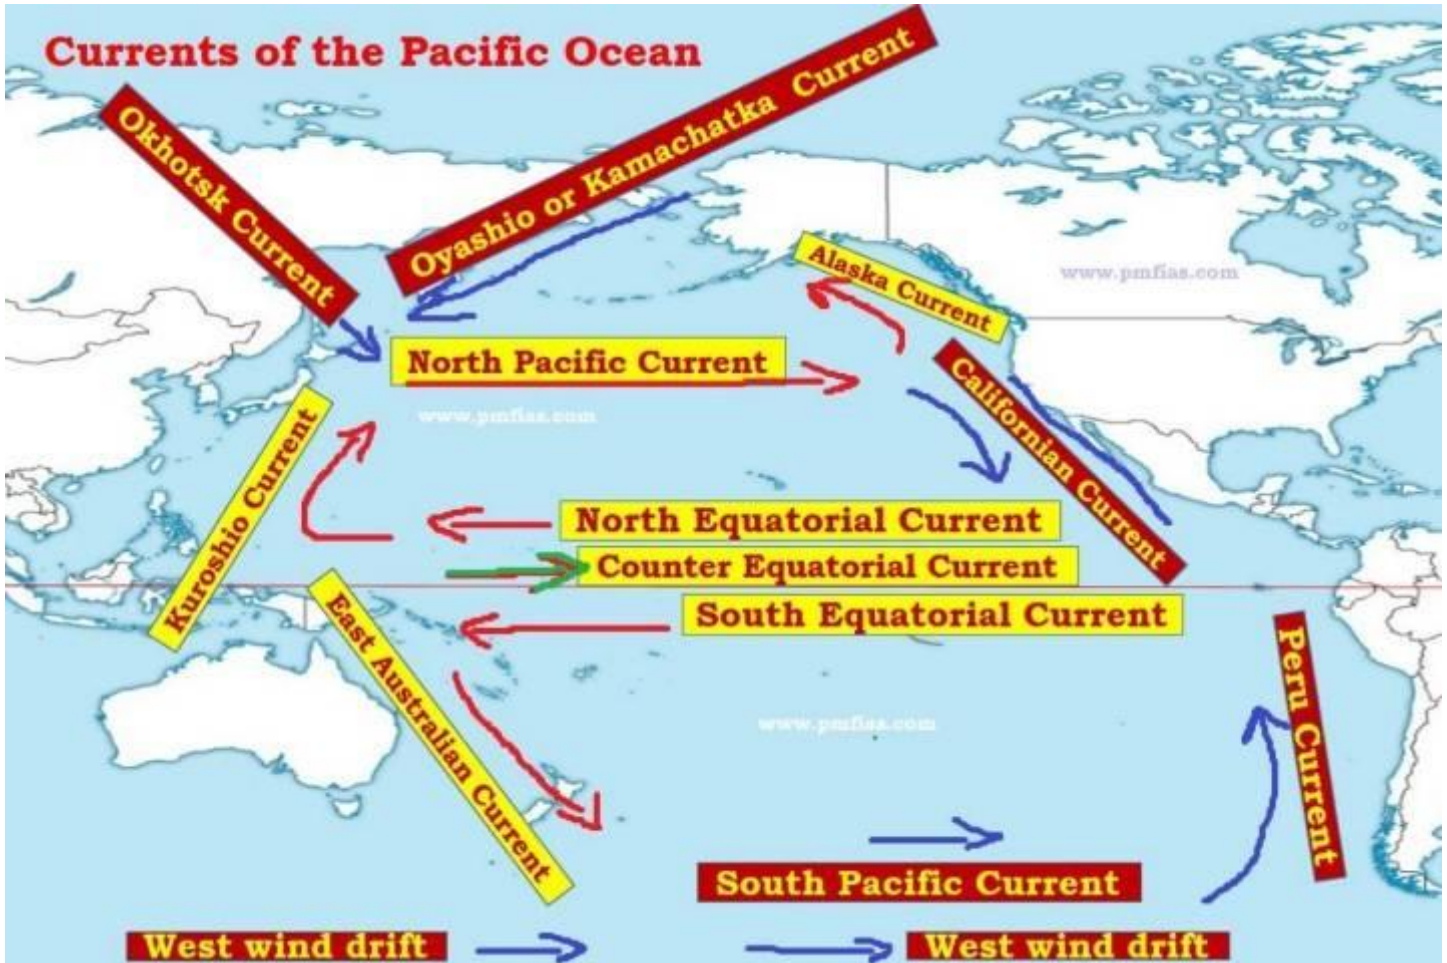 Currents of the Pacific Ocean
Okhotsk Current
Oyashio or Kamachatka Current
Alaska Current
www.pmfias.com
North Pacific Current
Californian Current
www.pmfias.com
Kuroshio Current
North Equatorial Current
Counter Equatorial Current
South Equatorial Current
East Australian Current
Peru Current
www.pmfias.com
South Pacific Current
West wind drift
West wind drift